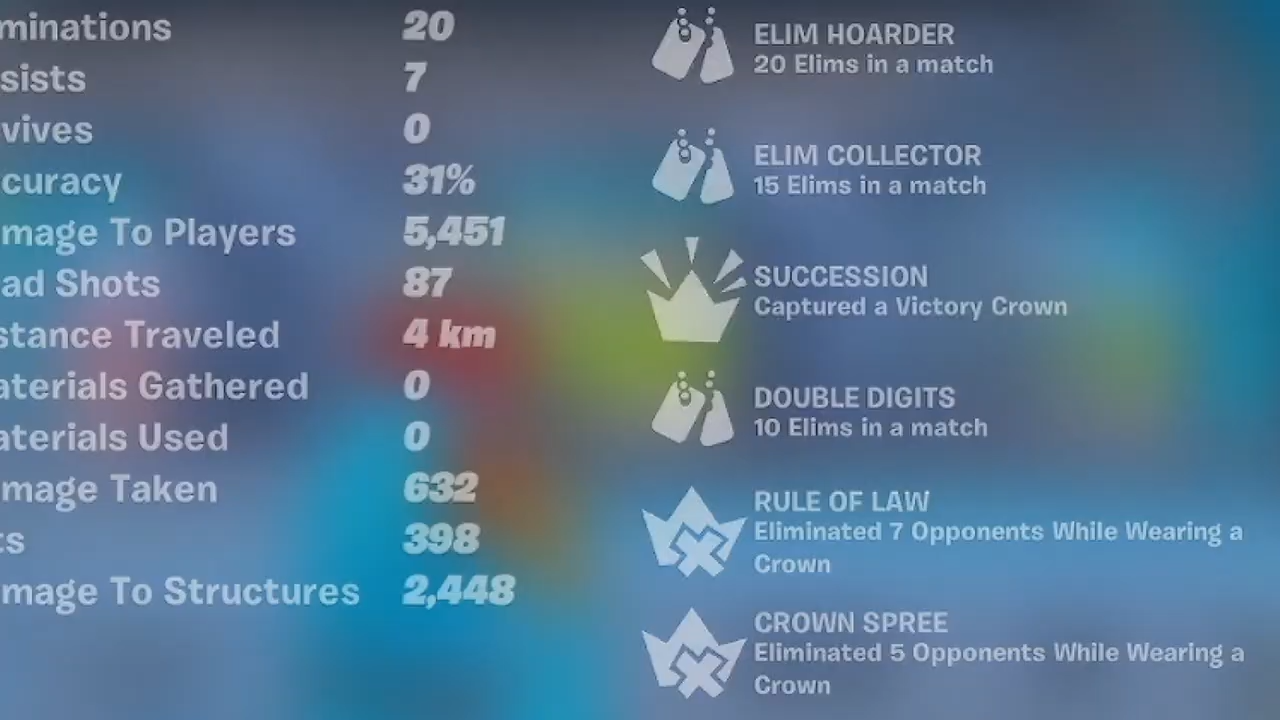 minations 20
sists 7
vives 0
curacy 31%
mage To Players 5,451
ad Shots 87
stance Traveled 4 km
aterials Gathered 0
aterials Used 0
mage Taken 632
ts 398
mage To Structures 2,448
ELIM HOARDER
20 Elims in a match
ELIM COLLECTOR
15 Elims in a match
SUCCESSION
Captured a Victory Crown
DOUBLE DIGITS
10 Elims in a match
RULE OF LAW
Eliminated 7 Opponents While Wearing a
Crown
CROWN SPREE
Eliminated 5 Opponents While Wearing a
Crown